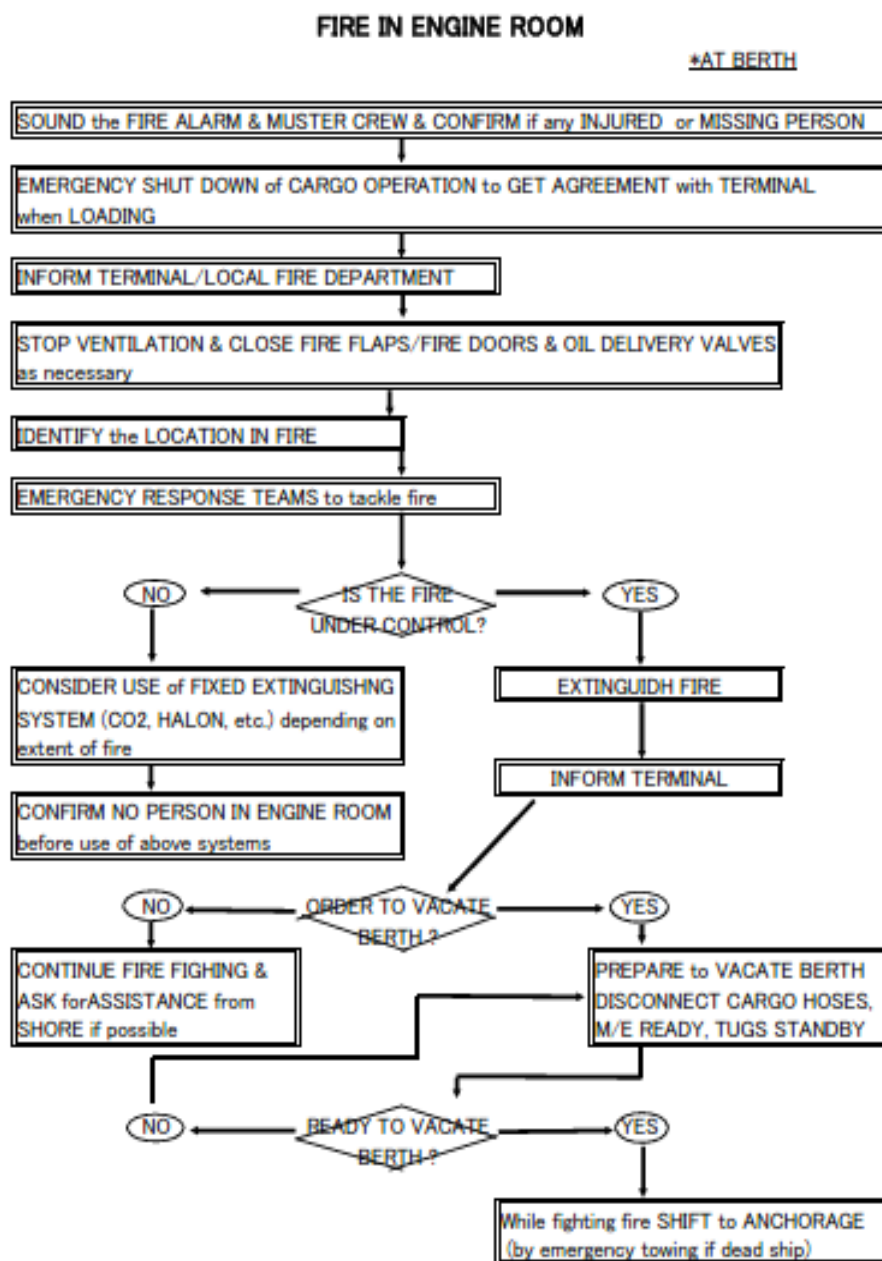 FIRE IN ENGINE ROOM
*AT BERTH
SOUND the FIRE ALARM & MUSTER CREW & CONFIRM if any INJURED or MISSING PERSON
EMERGENCY SHUT DOWN of CARGO OPERATION to GET AGREEMENT with TERMINAL
when LOADING
INFORM TERMINAL/LOCAL FIRE DEPARTMENT
STOP VENTILATION & CLOSE FIRE FLAPS/FIRE DOORS & OIL DELIVERY VALVES
as necessary
IDENTIFY the LOCATION IN FIRE
EMERGENCY RESPONSE TEAMS to tackle fire
NO
IS THE FIRE
UNDER CONTROL?
YES
CONSIDER USE of FIXED EXTINGUISHNG
SYSTEM (CO2, HALON, etc.) depending on
extent of fire
EXTINGUIDH FIRE
INFORM TERMINAL
CONFIRM NO PERSON IN ENGINE ROOM
before use of above systems
NO
ORDER TO VACATE
BERTH ?
YES
CONTINUE FIRE FIGHING &
ASK forASSISTANCE from
SHORE if possible
PREPARE to VACATE BERTH
DISCONNECT CARGO HOSES,
M/E READY, TUGS STANDBY
NO
READY TO VACATE
BERTH ?
YES
While fighting fire SHIFT to ANCHORAGE
(by emergency towing if dead ship)